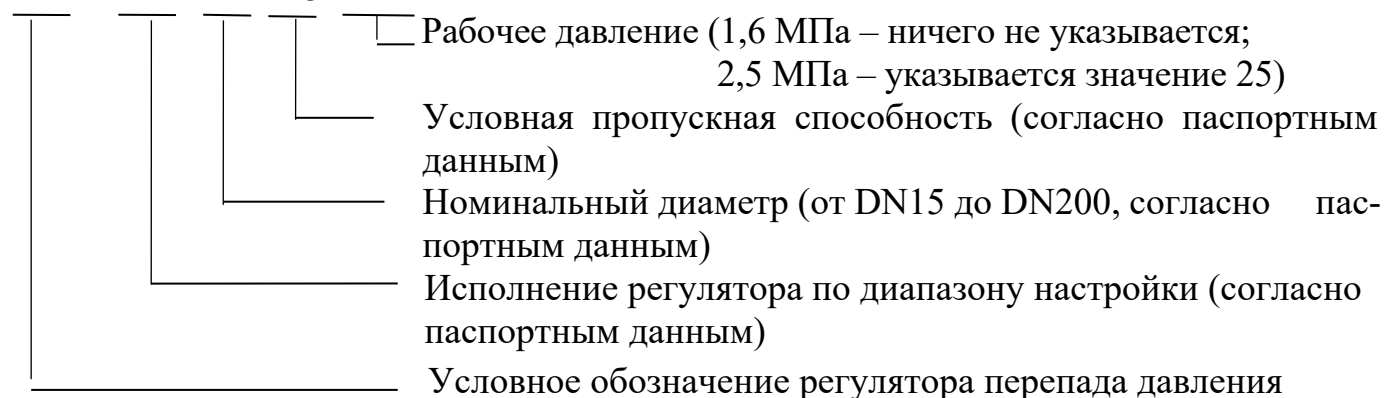 Рабочее давление (1,6 МПа – ничего не указывается;
2,5 МПа – указывается значение 25)
Условная пропускная способность (согласно паспортным
данным)
Номинальный диаметр (от DN15 до DN200, согласно пас-
портным данным)
Исполнение регулятора по диапазону настройки (согласно
паспортным данным)
Условное обозначение регулятора перепада давления